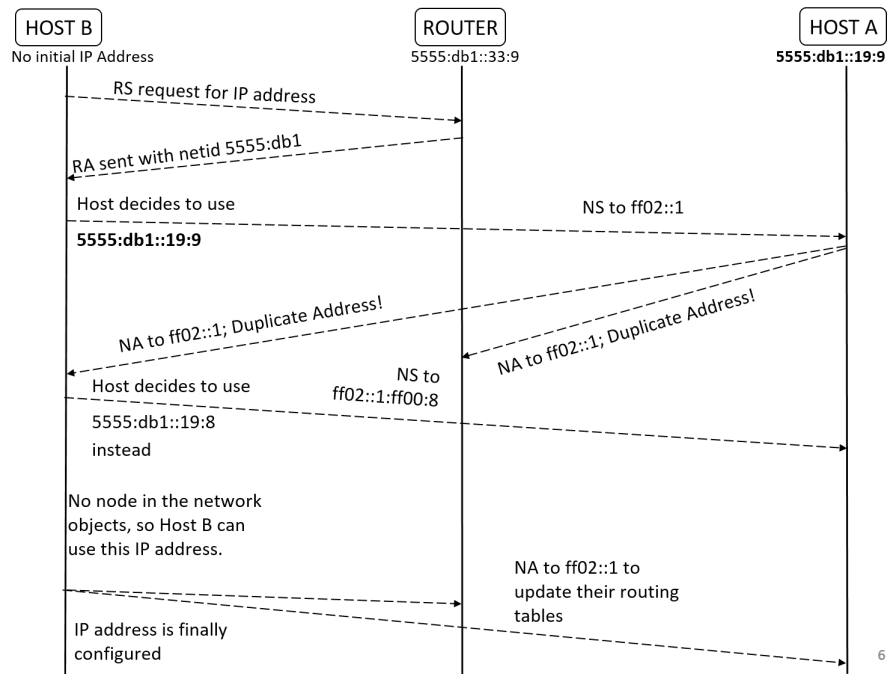 HOST B
ROUTER
HOST A
No initial IP Address
5555:db1::33:9
5555:db1::19:9
RS request for IP address
RA sent with netid 5555:db1
Host decides to use
5555:db1::19:9
NS to ff02::1
NA to ff02::1; Duplicate Address!
NA to ff02::1; Duplicate Address!
Host decides to use
5555:db1::19:8
instead
NS to
ff02::1:ff00:8
No node in the network
objects, so Host B can
use this IP address.
NA to ff02::1 to
update their routing
tables
IP address is finally
configured
6